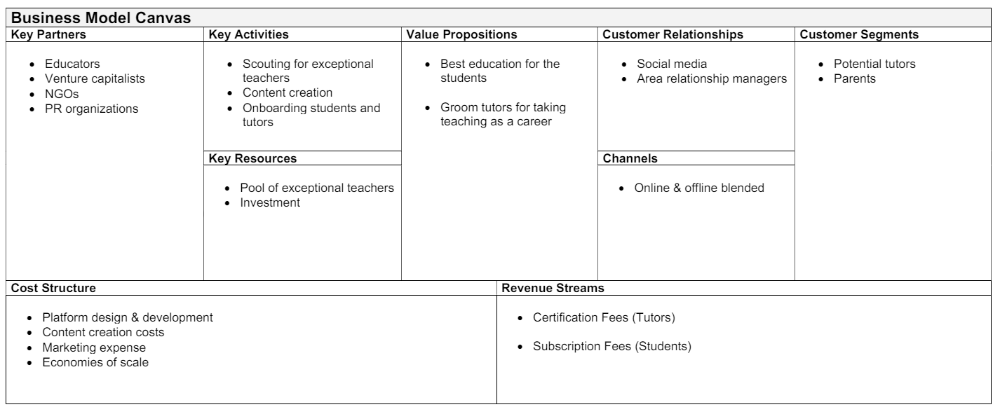 Business Model Canvas
Key Partners
Educators
Venture capitalists
NGOs
PR organizations
Key Activities
Scouting for exceptional
teachers
Content creation
Onboarding students and
tutors
Key Resources
Pool of exceptional teachers
Investment
Value Propositions
Best education for the
students
Groom tutors for taking
teaching as a career
Customer Relationships
Social media
Area relationship managers
Channels
Online & offline blended
Customer Segments
Potential tutors
Parents
Cost Structure
Platform design & development
Content creation costs
Marketing expense
Economies of scale
Revenue Streams
Certification Fees (Tutors)
Subscription Fees (Students)